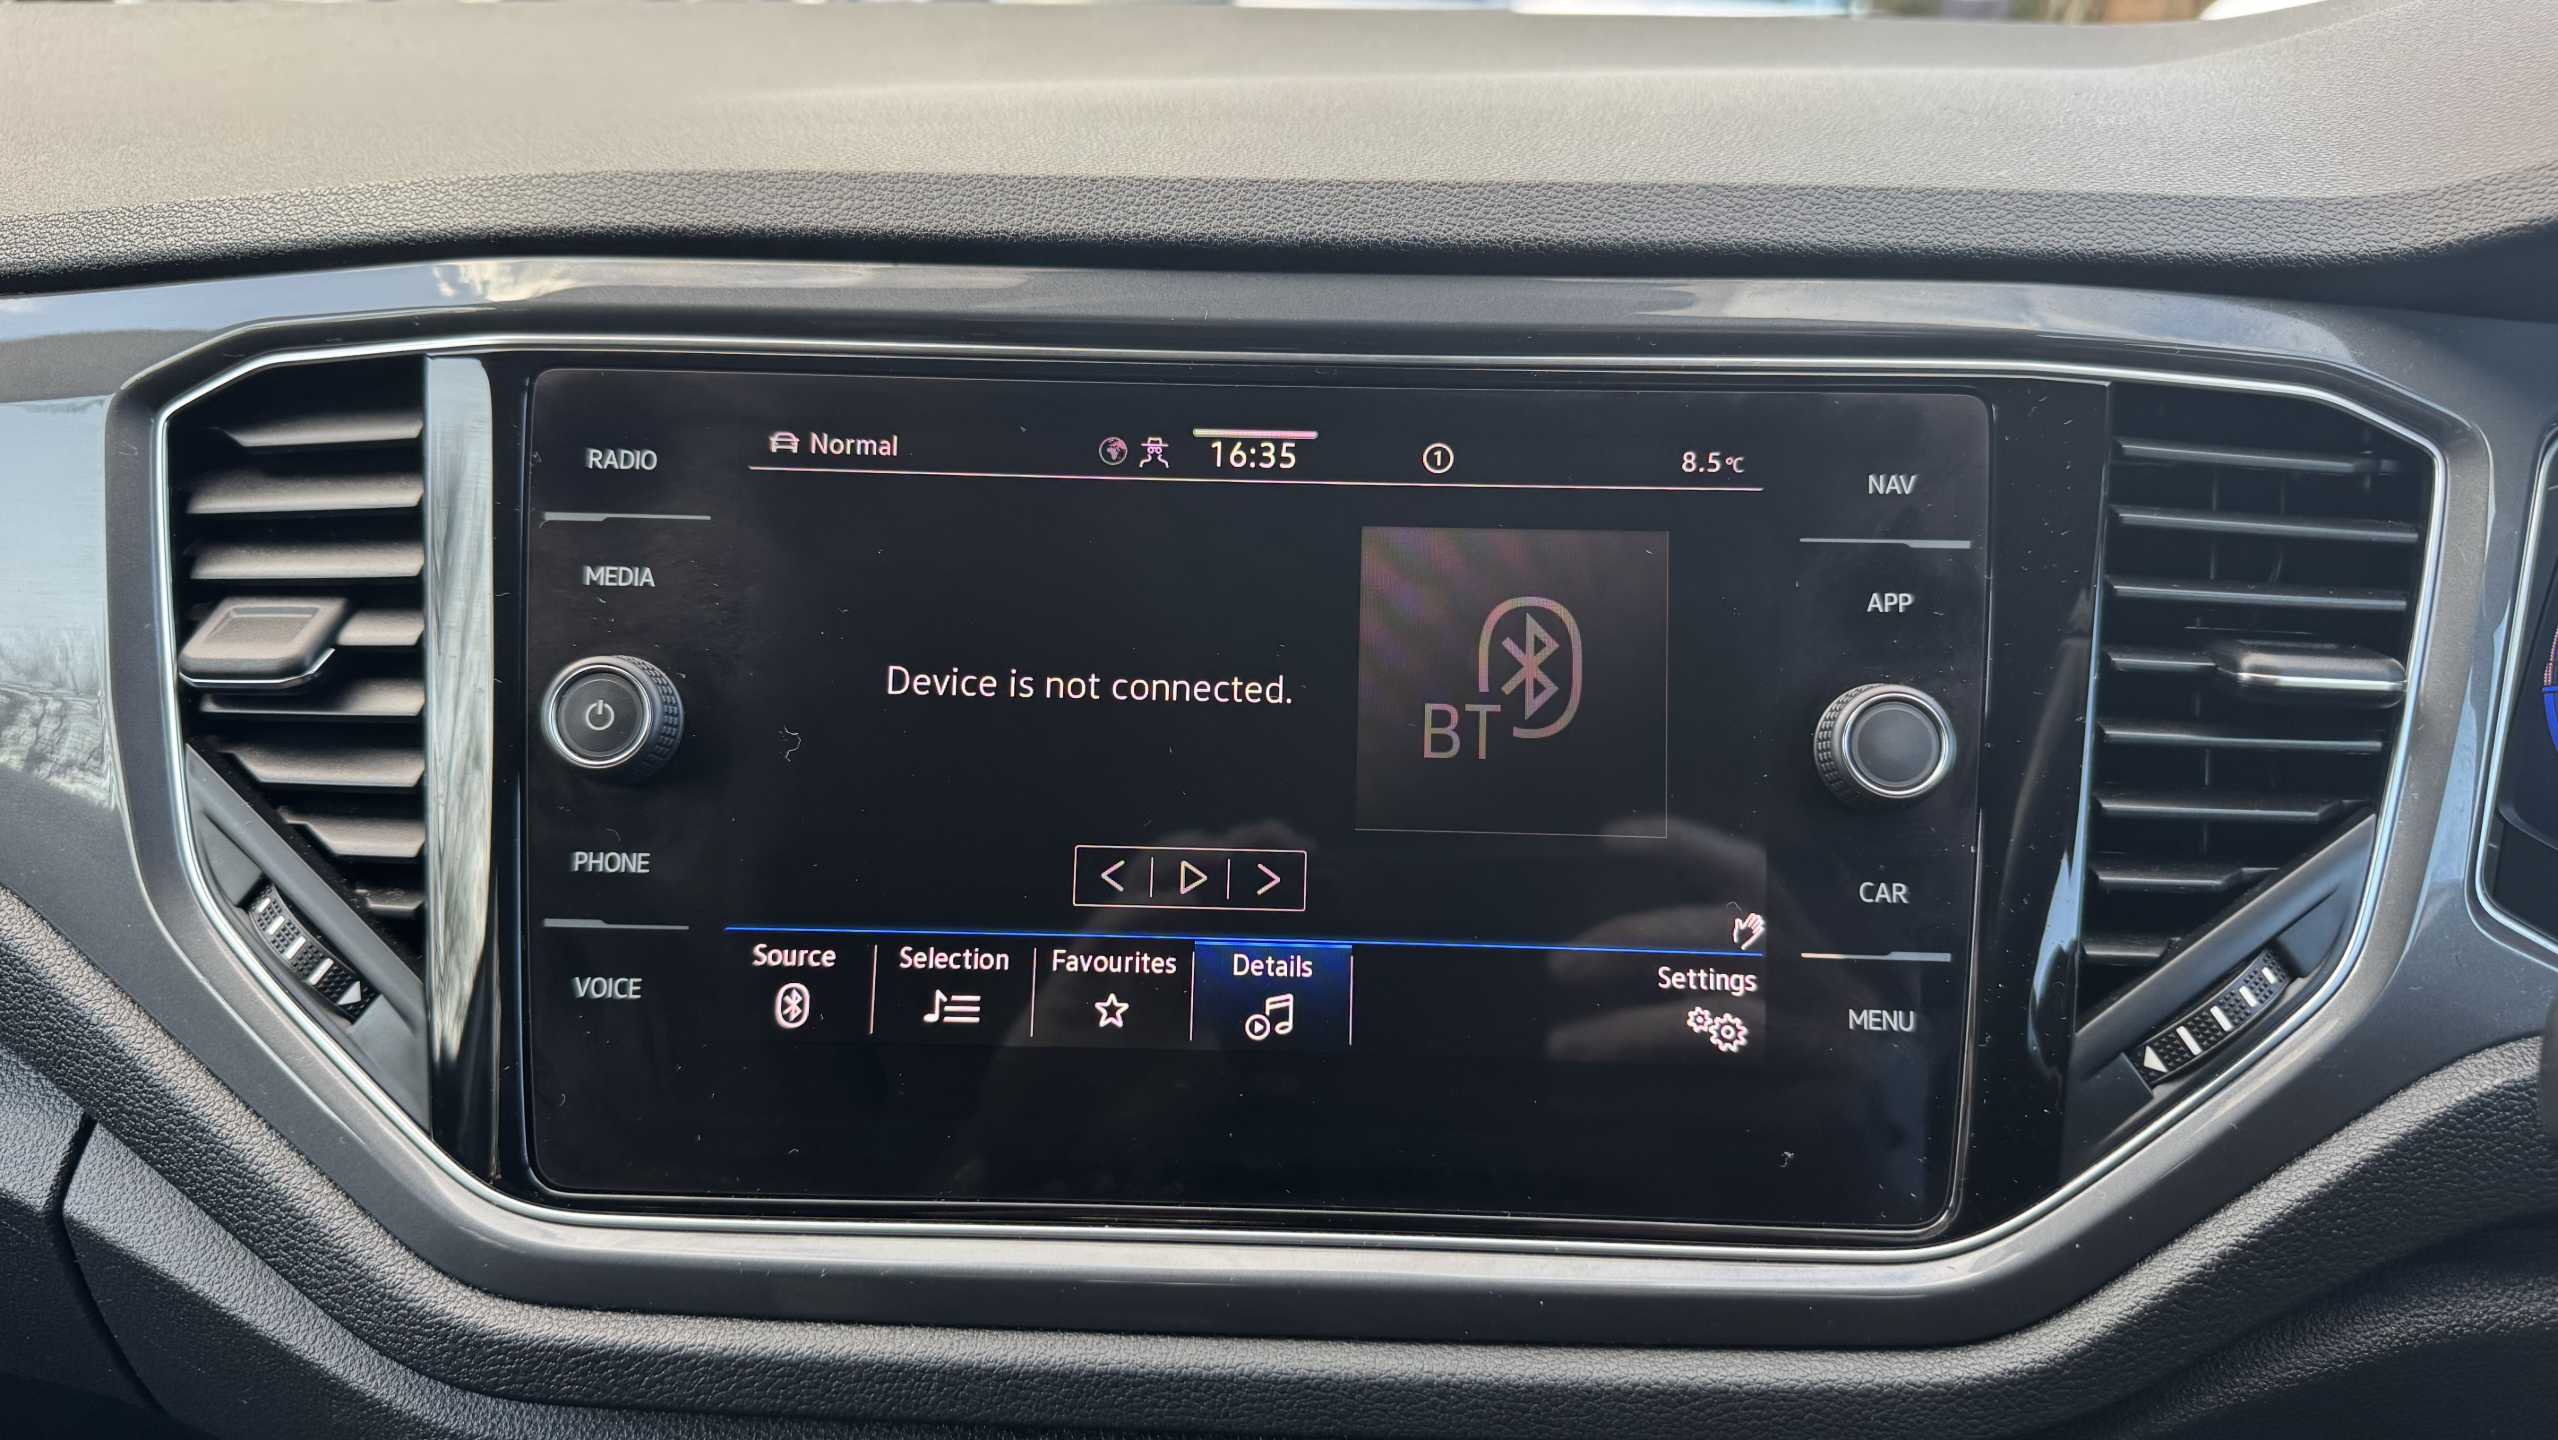 RADIO
MEDIA
PHONE
VOICE
Normal
16:35
1
8.5°C
Device is not connected.
BT
Source
Selection
Favourites
Details
Settings
NAV
APP
CAR
MENU